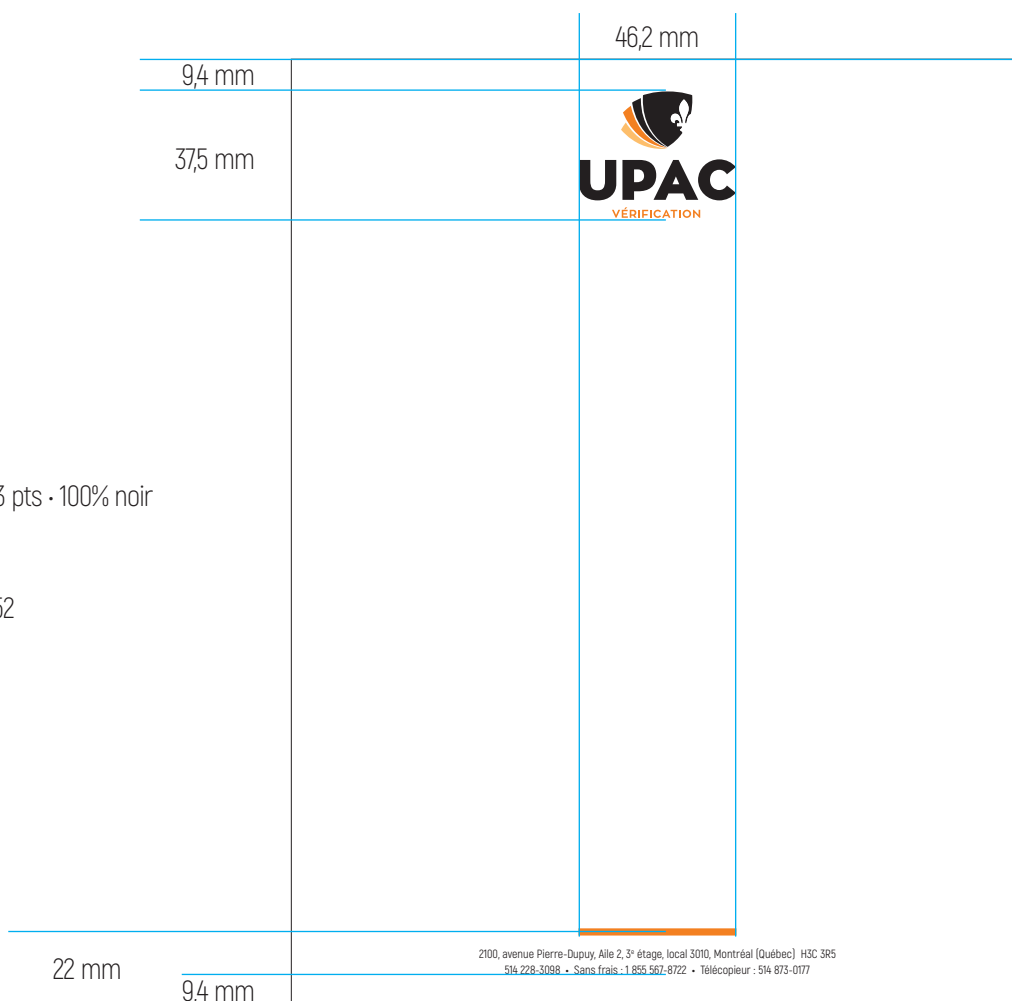 46,2 mm
9,4 mm
37,5 mm
UPAC
VÉRIFICATION
pts • 100% noir
52
2100, avenue Pierre-Dupuy, Aile 2, 3e étage, local 3010, Montréal (Québec) H3C 3R5
514 228-3098 • Sans frais : 1 855 567-8722 • Télécopieur : 514 873-0177
22 mm
9,4 mm